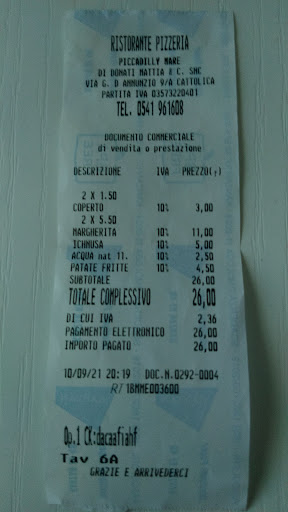 RISTORANTE PIZZERIA
PICCADILLY MARE
DI DONATI MATTIA & C. SNC
VIA G. D ANNUNZIO 9/A CATTOLICA
PARTITA IVA 03573220401
TEL. 0541 961608
DOCUMENTO COMMERCIALE
di vendita o prestazione
DESCRIZIONE IVA PREZZO(€)
2 X 1.50
COPERTO 10% 3,00
2 X 5.50
MARGHERITA 10% 11,00
ICHNUSA 10% 5,00
ACQUA nat 1l. 10% 2,50
PATATE FRITTE 10% 4,50
SUBTOTALE 26,00
TOTALE COMPLESSIVO 26,00
DI CUI IVA 2,36
PAGAMENTO ELETTRONICO 26,00
IMPORTO PAGATO 26,00
10/09/21 20:19 DOC.N.0292-0004
RT 18MME003600
Op.1 CK:dacaafiahf
Tav 6A
GRAZIE E ARRIVEDERCI